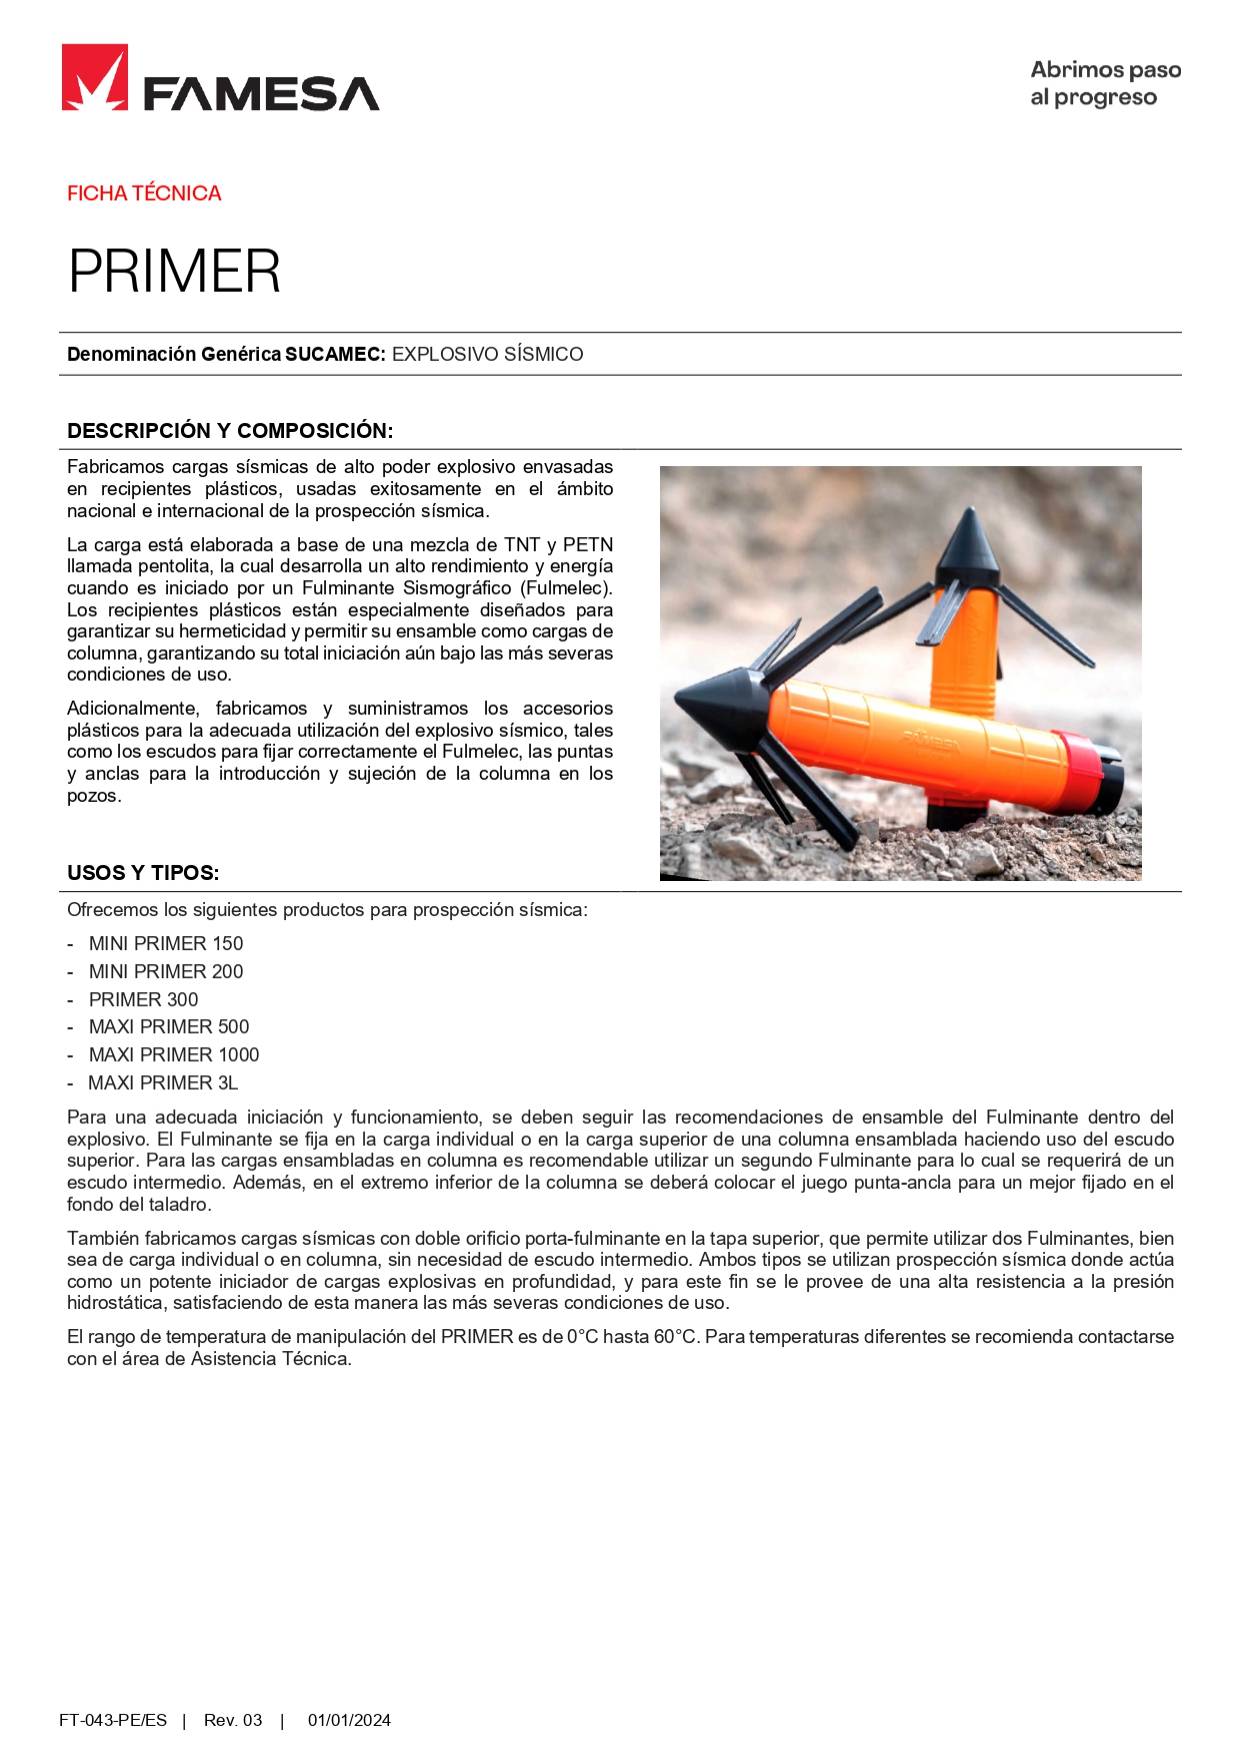 FAMESA
Abrimos paso
al progreso
FICHA TÉCNICA
PRIMER
Denominación Genérica SUCAMEC: EXPLOSIVO SÍSMICO
DESCRIPCIÓN Y COMPOSICIÓN:
Fabricamos cargas sísmicas de alto poder explosivo envasadas
en recipientes plásticos, usadas exitosamente en el ámbito
nacional e internacional de la prospección sísmica.
La carga está elaborada a base de una mezcla de TNT y PETN
llamada pentolita, la cual desarrolla un alto rendimiento y energía
cuando es iniciado por un Fulminante Sismográfico (Fulmelec).
Los recipientes plásticos están especialmente diseñados para
garantizar su hermeticidad y permitir su ensamble como cargas de
columna, garantizando su total iniciación aún bajo las más severas
condiciones de uso.
Adicionalmente, fabricamos y suministramos los accesorios
plásticos para la adecuada utilización del explosivo sísmico, tales
como los escudos para fijar correctamente el Fulmelec, las puntas
y anclas para la introducción y sujeción de la columna en los
pozos.
FAMESA
USOS Y TIPOS:
Ofrecemos los siguientes productos para prospección sísmica:
- MINI PRIMER 150
- MINI PRIMER 200
- PRIMER 300
- MAXI PRIMER 500
- MAXI PRIMER 1000
- MAXI PRIMER 3L
Para una adecuada iniciación y funcionamiento, se deben seguir las recomendaciones de ensamble del Fulminante dentro del
explosivo. El Fulminante se fija en la carga individual o en la carga superior de una columna ensamblada haciendo uso del escudo
superior. Para las cargas ensambladas en columna es recomendable utilizar un segundo Fulminante para lo cual se requerirá de un
escudo intermedio. Además, en el extremo inferior de la columna se deberá colocar el juego punta-ancla para un mejor fijado en el
fondo del taladro.
También fabricamos cargas sísmicas con doble orificio porta-fulminante en la tapa superior, que permite utilizar dos Fulminantes, bien
sea de carga individual o en columna, sin necesidad de escudo intermedio. Ambos tipos se utilizan prospección sísmica donde actúa
como un potente iniciador de cargas explosivas en profundidad, y para este fin se le provee de una alta resistencia a la presión
hidrostática, satisfaciendo de esta manera las más severas condiciones de uso.
El rango de temperatura de manipulación del PRIMER es de 0°C hasta 60°C. Para temperaturas diferentes se recomienda contactarse
con el área de Asistencia Técnica.
FT-043-PE/ES | Rev. 03 | 01/01/2024